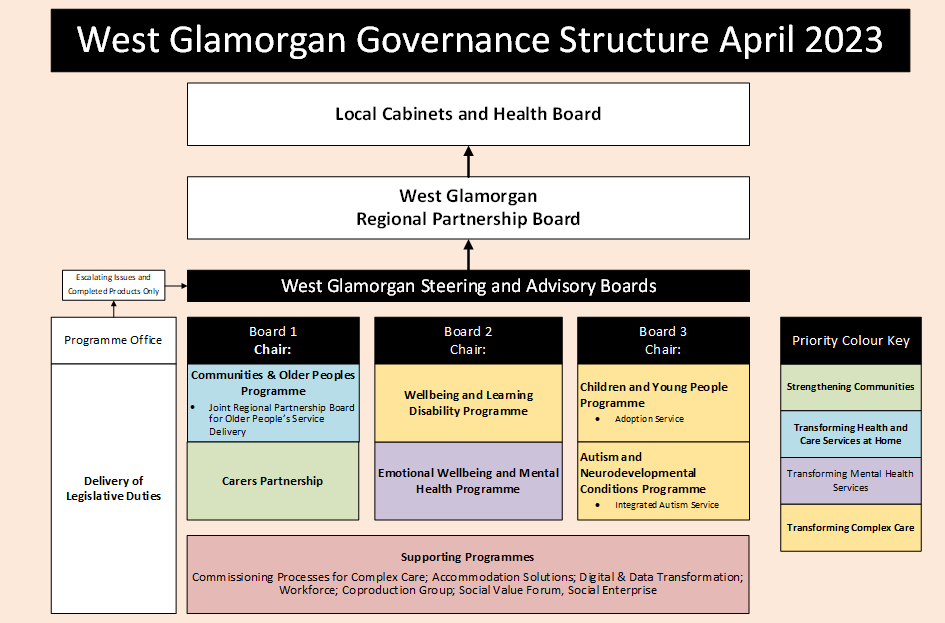 West Glamorgan Governance Structure April 2023
Local Cabinets and Health Board
West Glamorgan
Regional Partnership Board
Escalating Issues and
Completed Products Only
West Glamorgan Steering and Advisory Boards
Programme Office
Delivery of
Legislative Duties
Board 1
Chair:
Communities & Older Peoples
Programme
• Joint Regional Partnership Board
for Older People's Service
Delivery
Carers Partnership
Board 2
Chair:
Wellbeing and Learning
Disability Programme
Emotional Wellbeing and Mental
Health Programme
Board 3
Chair:
Children and Young People
Programme
• Adoption Service
Autism and
Neurodevelopmental
Conditions Programme
• Integrated Autism Service
Priority Colour Key
Strengthening Communities
Transforming Health and
Care Services at Home
Transforming Mental Health
Services
Transforming Complex Care
Supporting Programmes
Commissioning Processes for Complex Care; Accommodation Solutions; Digital & Data Transformation;
Workforce; Coproduction Group; Social Value Forum, Social Enterprise